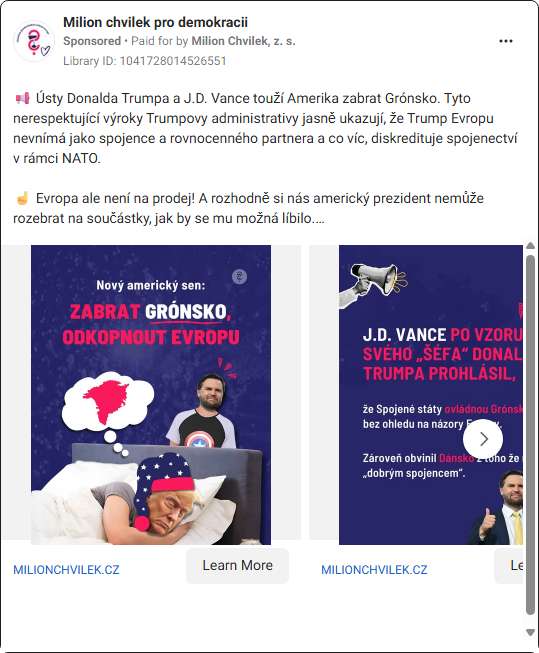 Milion chvilek pro demokracii
Sponsored • Paid for by Milion Chvilek, z. s.
Library ID: 1041728014526551
Ústy Donalda Trumpa a J.D. Vance touží Amerika zabrat Grónsko. Tyto
nerespektující výroky Trumpovy administrativy jasně ukazují, že Trump Evropu
nevnímá jako spojence a rovnocenného partnera a co víc, diskredituje spojenectví
v rámci NATO.
Evropa ale není na prodej! A rozhodně si nás americký prezident nemůže
rozebrat na součástky, jak by se mu možná líbilo....
Nový americký sen:
ZABRAT GRÓNSKO,
ODKOPNOUT EVROPU
MILIONCHVILEK.CZ
Learn More
J.D. VANCE PO VZORU
SVÉHO „ŠÉFA“ DONAL
TRUMPA PROHLÁSIL,
že Spojené státy ovládnou Grónsk
bez ohledu na názory
Zároveň obvinil Dánsko z toho že
„dobrým spojencem“.
MILIONCHVILEK.CZ
Le